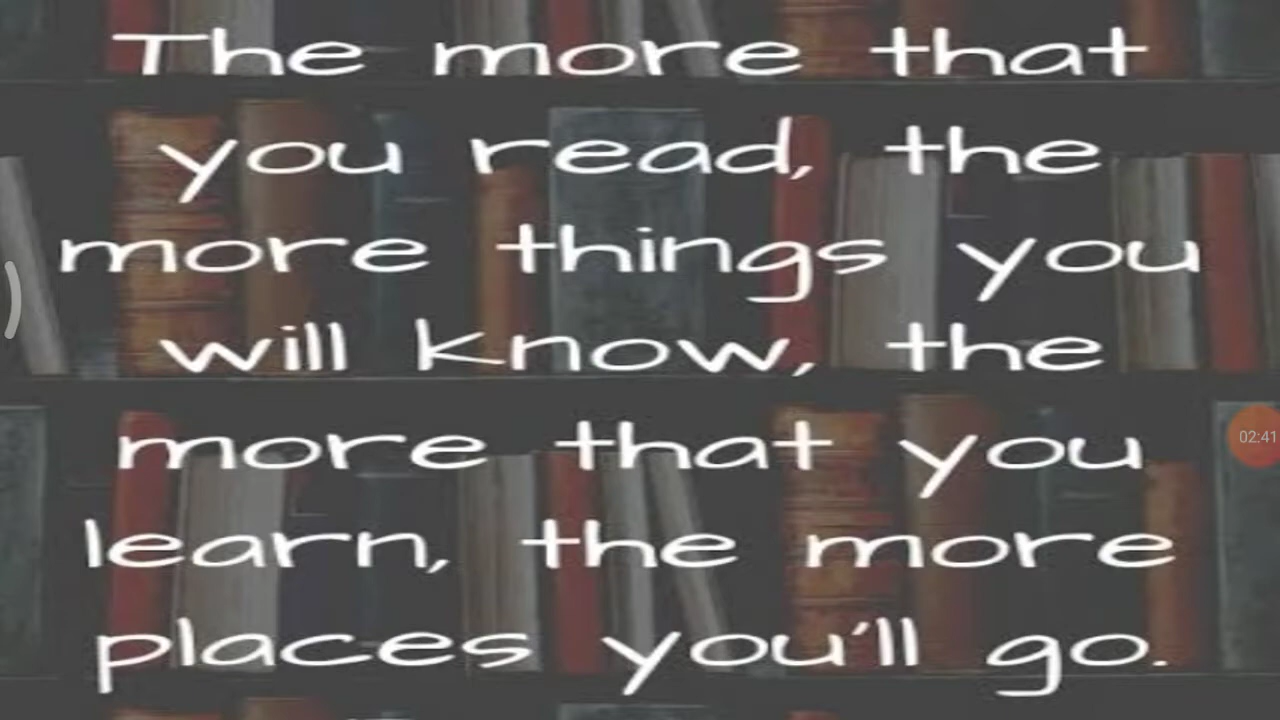 The more that
you read, the
more things you
will know, the
more that you
02:41
learn, the more
places you'll go.